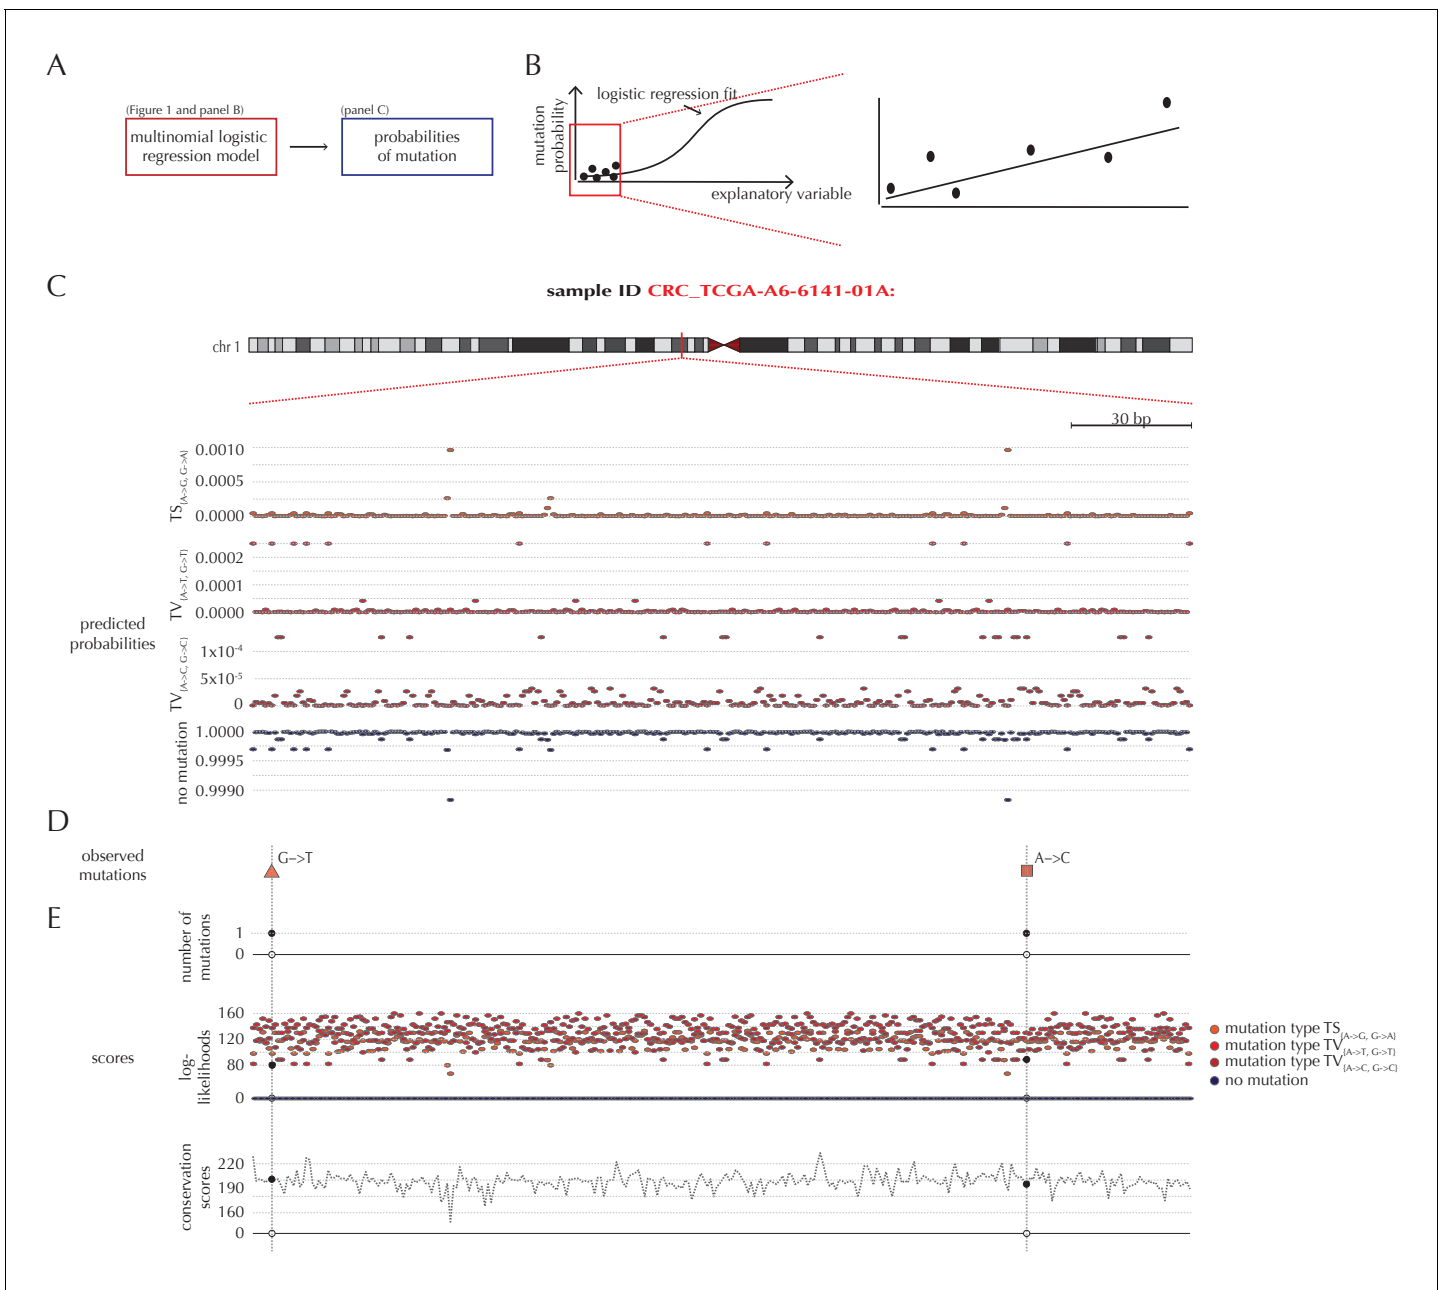 A
(Figure 1 and panel B)
multinomial logistic
regression model
(panel C)
probabilities
of mutation
B
mutation
probability
logistic regression fit
explanatory variable
C
sample ID CRC_TCGA-A6-6141-01A:
chr 1
30 bp
predicted
probabilities
TS{A->G, G->A}
0.0010
0.0005
0.0000
TV{A->T, G->T}
0.0002
0.0001
0.0000
TV{A->C, G->C}
1x10-4
5x10-5
0
no mutation
1.0000
0.9995
0.9990
D
observed
mutations
G->T
A->C
E
scores
number of
mutations
1
0
log-
likelihoods
160
120
80
0
mutation type TS{A->G, G->A}
mutation type TV{A->T, G->T}
mutation type TV{A->C, G->C}
no mutation
conservation
scores
220
190
160
0